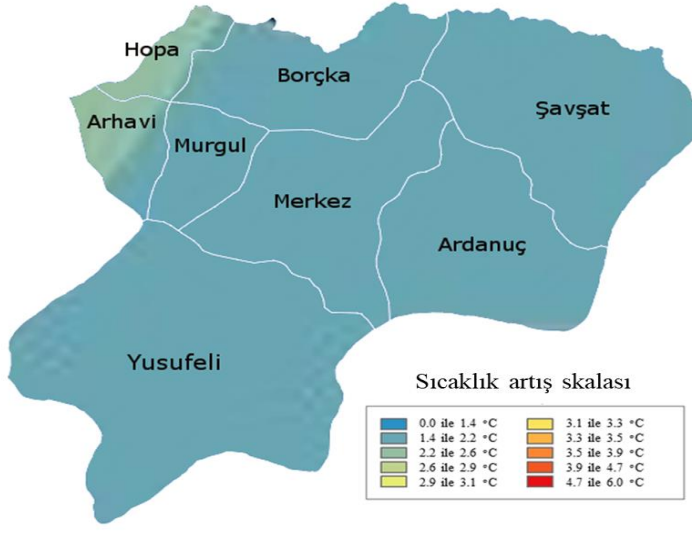 Hopa
Borçka
Şavşat
Arhavi
Murgul
Merkez
Ardanuç
Yusufeli
Sıcaklık artış skalası
0.0 ile 1.4 °C
1.4 ile 2.2 °C
2.2 ile 2.6 °C
2.6 ile 2.9 °C
2.9 ile 3.1 °C
3.1 ile 3.3 °C
3.3 ile 3.5 °C
3.5 ile 3.9 °C
3.9 ile 4.7 °C
4.7 ile 6.0 °C